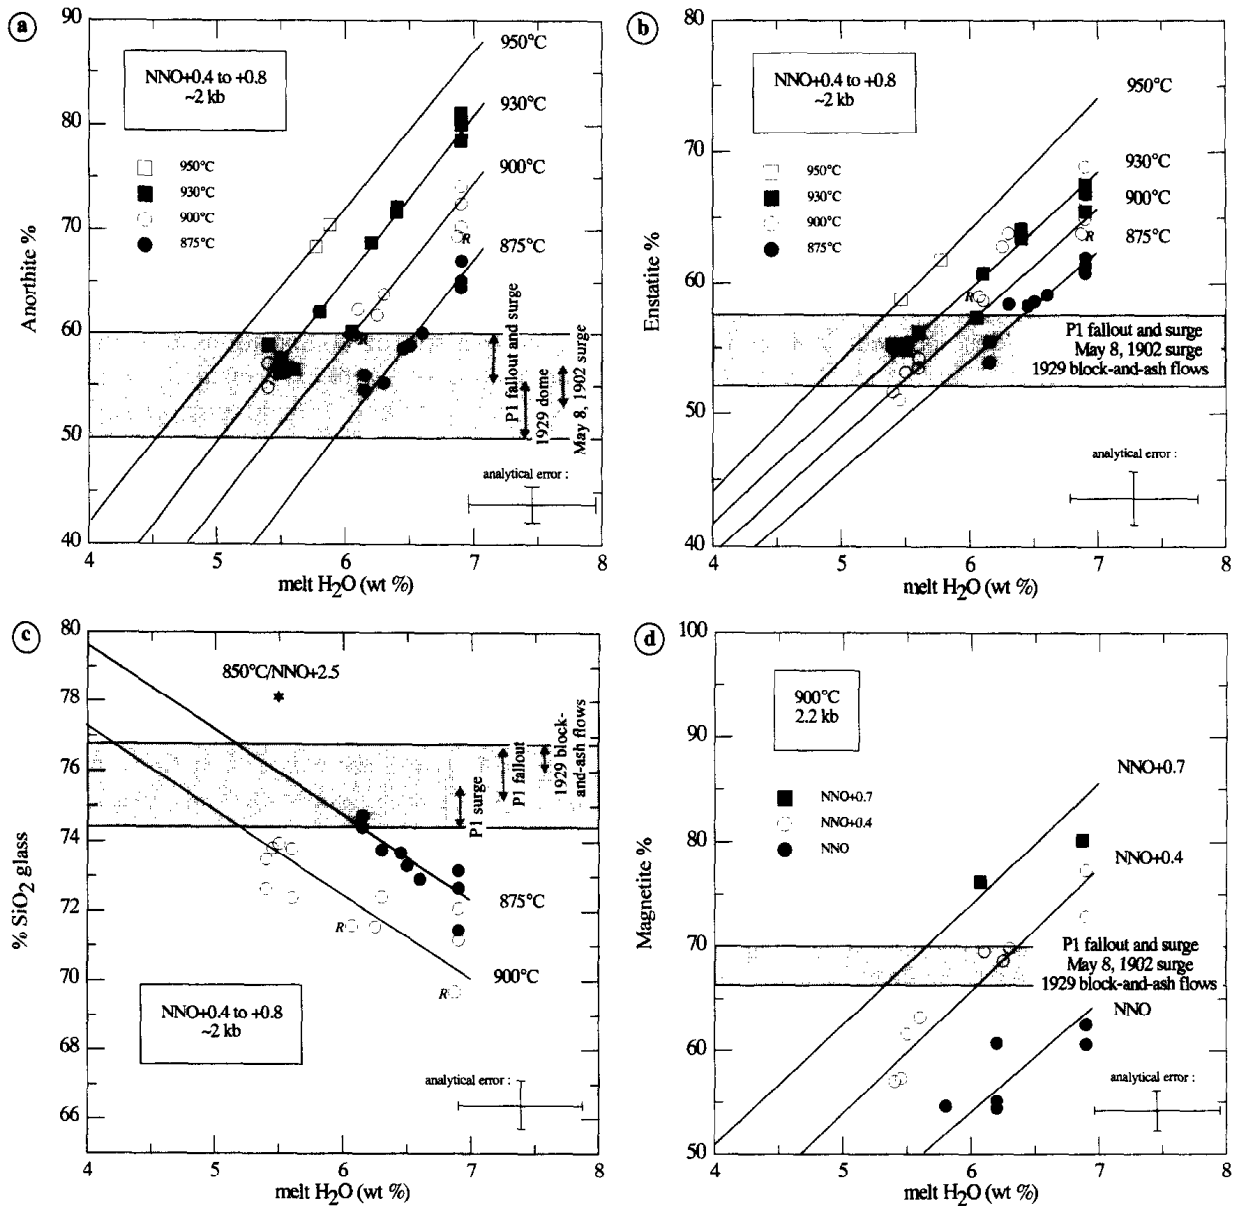 a
90
80
70
60
50
40
Anorthite %
NNO+0.4 to +0.8
~2 kb
950°C
930°C
900°C
875°C
950°C
930°C
900°C
875°C
R
R
P1 fallout and surge
1929 dome
May 8, 1902 surge
analytical error :
4 5 6 7 8
melt H2O (wt %)
b
80
70
60
50
40
Enstatite %
NNO+0.4 to +0.8
~2 kb
950°C
930°C
900°C
875°C
950°C
930°C
900°C
875°C
R
R
P1 fallout and surge
May 8, 1902 surge
1929 block-and-ash flows
analytical error :
4 5 6 7 8
melt H2O (wt %)
c
80
78
76
74
72
70
68
66
% SiO2 glass
850°C/NNO+2.5
P1 surge
P1 fallout
1929 block-
and-ash flows
875°C
900°C
R
R
NNO+0.4 to +0.8
~2 kb
analytical error :
4 5 6 7 8
melt H2O (wt %)
d
100
90
80
70
60
50
Magnetite %
900°C
2.2 kb
NNO+0.7
NNO+0.4
NNO
NNO+0.7
NNO+0.4
P1 fallout and surge
May 8, 1902 surge
1929 block-and-ash flows
NNO
analytical error :
4 5 6 7 8
melt H2O (wt %)